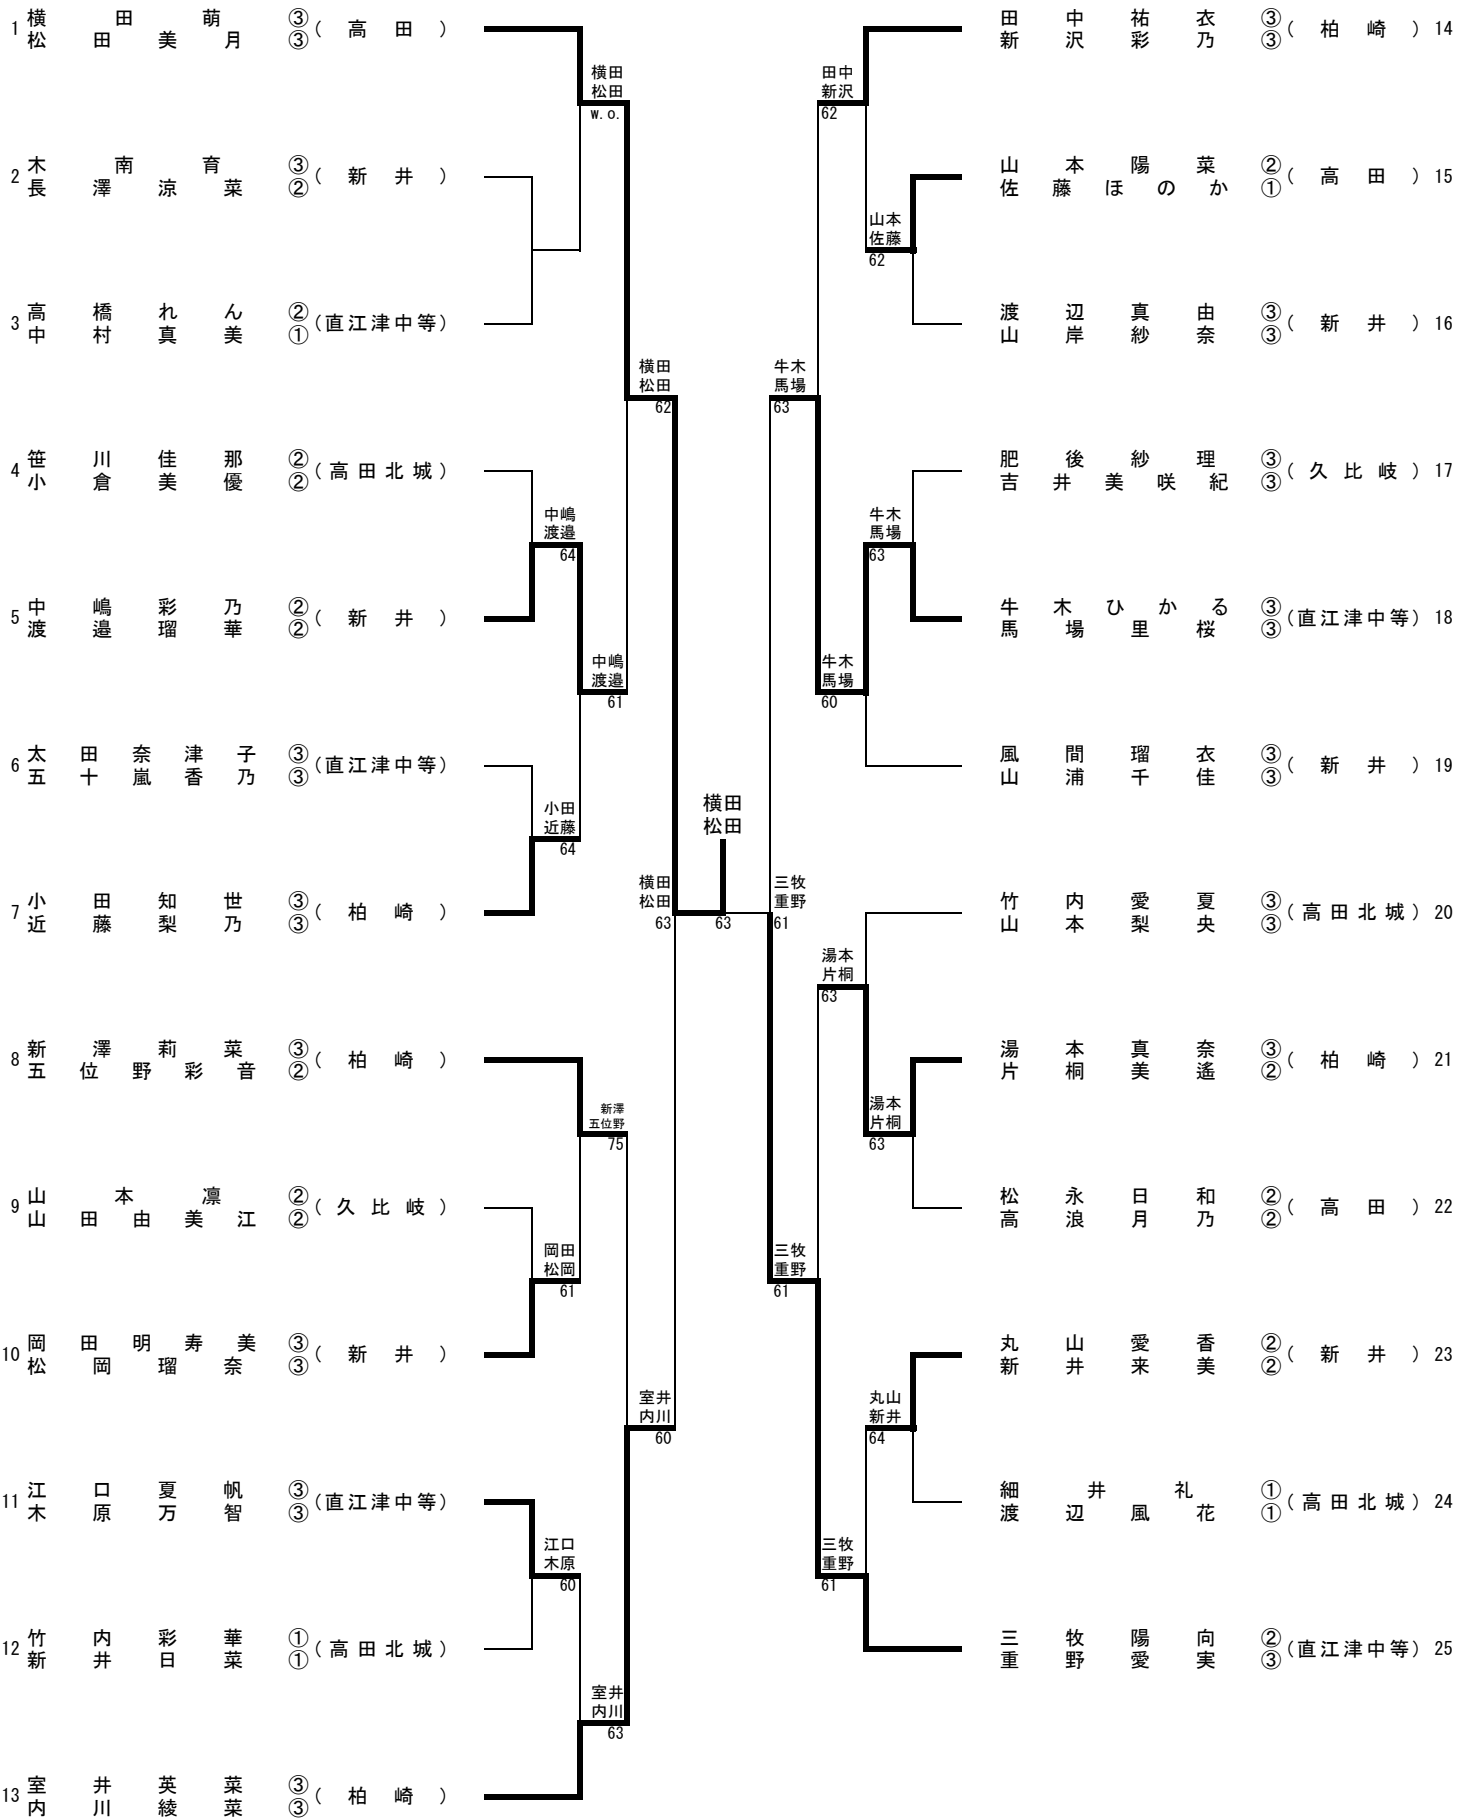 1 横田萌 ③ (高田)
松田美月 ③
2 木南育 ③ (新井)
長澤涼菜 ②
3 高橋れん ② (直江津中等)
中村真美 ①
4 笹川佳那 ② (高田北城)
小倉美優 ②
5 中嶋彩乃 ② (新井)
渡邉瑠華 ②
6 太田奈津子 ③ (直江津中等)
五十嵐香乃 ③
7 小田知世 ③ (柏崎)
近藤梨乃 ③
8 新澤莉菜 ③ (柏崎)
五位野彩音 ②
9 山本凛 ② (久比岐)
山田由美江 ②
10 岡田明寿美 ③ (新井)
松岡瑠奈 ③
11 江口夏帆 ③ (直江津中等)
木原万智 ③
12 竹内彩華 ① (高田北城)
新井日菜 ①
13 室井英菜 ③ (柏崎)
内川綾菜 ③
横田
松田
w.o.
中嶋
渡邉
64
小田
近藤
64
中嶋
渡邉
61
横田
松田
62
岡田
松岡
61
新澤
五位野
75
江口
木原
60
室井
内川
63
室井
内川
60
横田
松田
63
横田
松田
63
三牧
重野
61
牛木
馬場
63
田中
新沢
62
山本
佐藤
62
牛木
馬場
63
牛木
馬場
60
湯本
片桐
63
湯本
片桐
63
三牧
重野
61
丸山
新井
64
三牧
重野
61
田中祐衣 ③ (柏崎) 14
新沢彩乃 ③
山本陽菜 ② (高田) 15
佐藤ほのか ①
渡辺真由 ③ (新井) 16
山岸紗奈 ③
肥後紗理 ③ (久比岐) 17
吉井美咲紀 ③
牛木ひかる ③ (直江津中等) 18
馬場里桜 ③
風間瑠衣 ③ (新井) 19
山浦千佳 ③
竹内愛夏 ③ (高田北城) 20
山本梨央 ③
湯本真奈 ③ (柏崎) 21
片桐美遙 ②
松永日和 ② (高田) 22
高浪月乃 ②
丸山愛香 ② (新井) 23
新井来美 ②
細井礼 ① (高田北城) 24
渡辺風花 ①
三牧陽向 ② (直江津中等) 25
重野愛実 ③